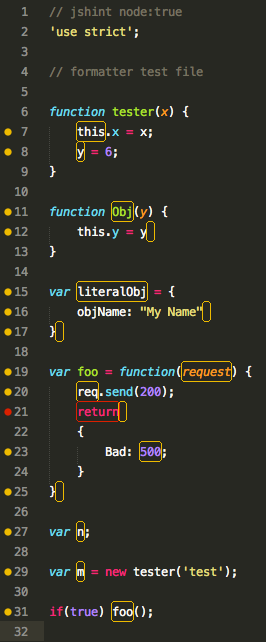 1 // jshint node:true
2 'use strict';
3
4 // formatter test file
5
6 function tester(x) {
7 this.x = x;
8 y = 6;
9 }
10
11 function Obj(y) {
12 this.y = y
13 }
14
15 var literalObj = {
16 objName: "My Name"
17 }
18
19 var foo = function(request) {
20 req.send(200);
21 return
22 {
23 Bad: 500;
24 }
25 }
26
27 var n;
28
29 var m = new tester('test');
30
31 if(true) foo();
32